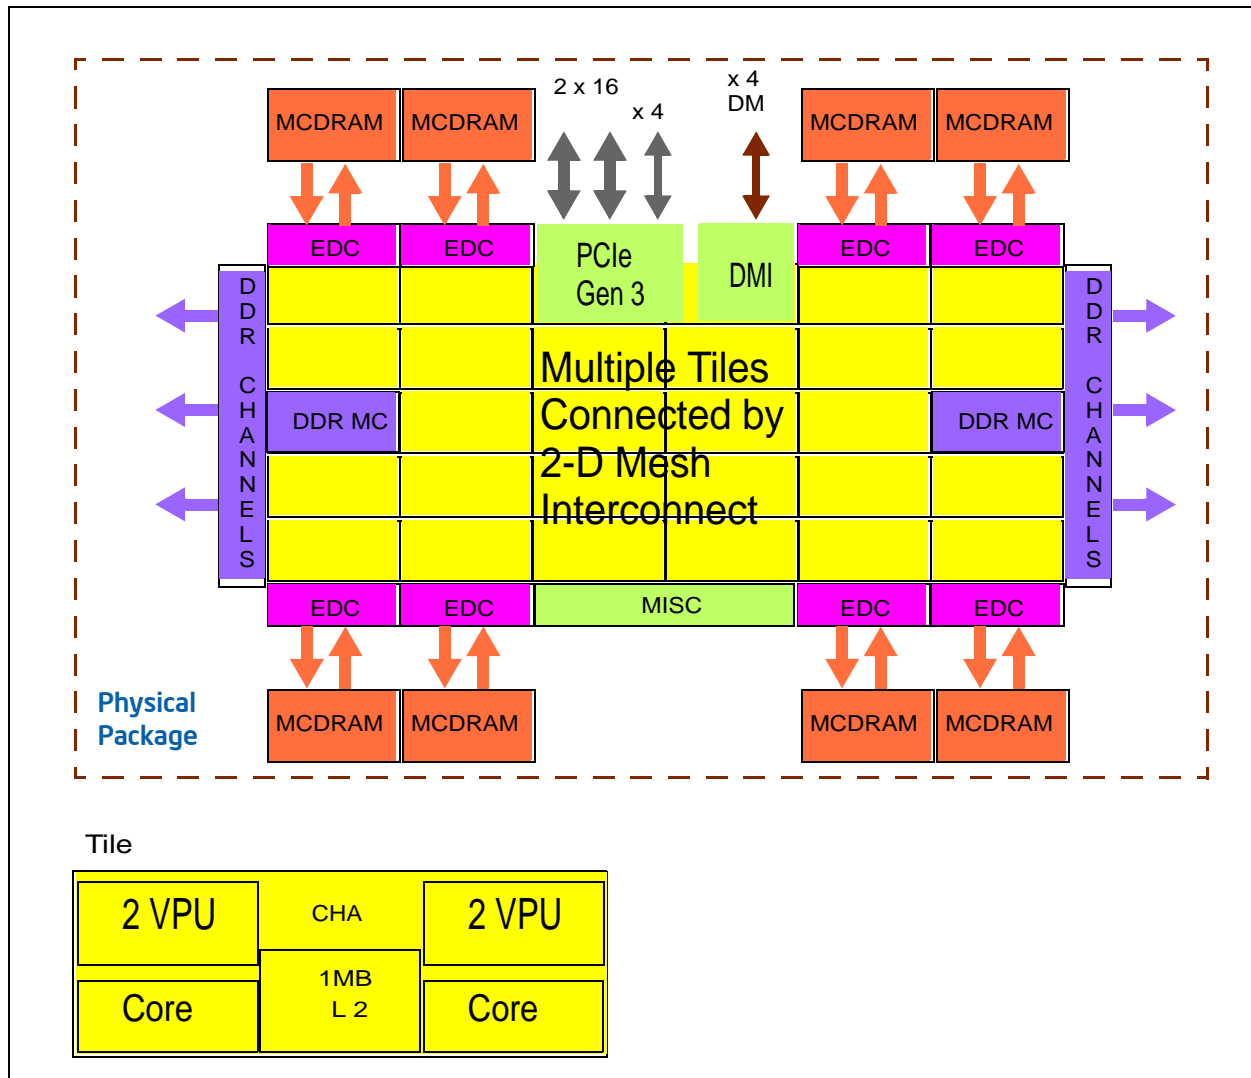 2 x 16
x 4
x 4
DM
MCDRAM
MCDRAM
MCDRAM
MCDRAM
EDC
EDC
PCIe
Gen 3
DMI
EDC
EDC
DDR CHANNELS
DDR MC
Multiple Tiles
Connected by
2-D Mesh
Interconnect
DDR MC
DDR CHANNELS
EDC
EDC
MISC
EDC
EDC
MCDRAM
MCDRAM
MCDRAM
MCDRAM
Physical
Package
Tile
2 VPU
CHA
2 VPU
Core
1MB
L 2
Core